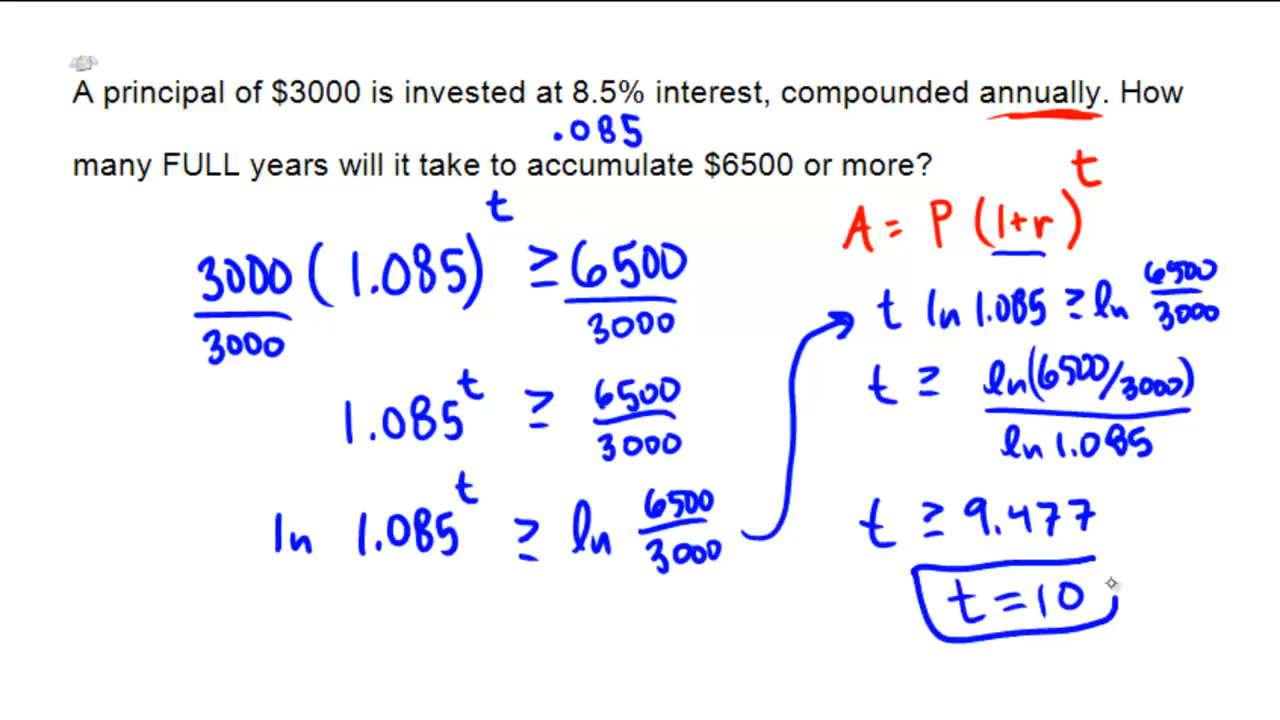 A principal of $3000 is invested at 8.5% interest, compounded annually. How
.085
many FULL years will it take to accumulate $6500 or more?
3000(1.085)^t ≥ 6500
3000 3000
1.085^t ≥ 6500/3000
ln 1.085^t ≥ ln 6500/3000
A = P(1+r)^t
t ln 1.085 ≥ ln 6500/3000
t ≥ ln(6500/3000)
ln 1.085
t ≥ 9.477
t = 10